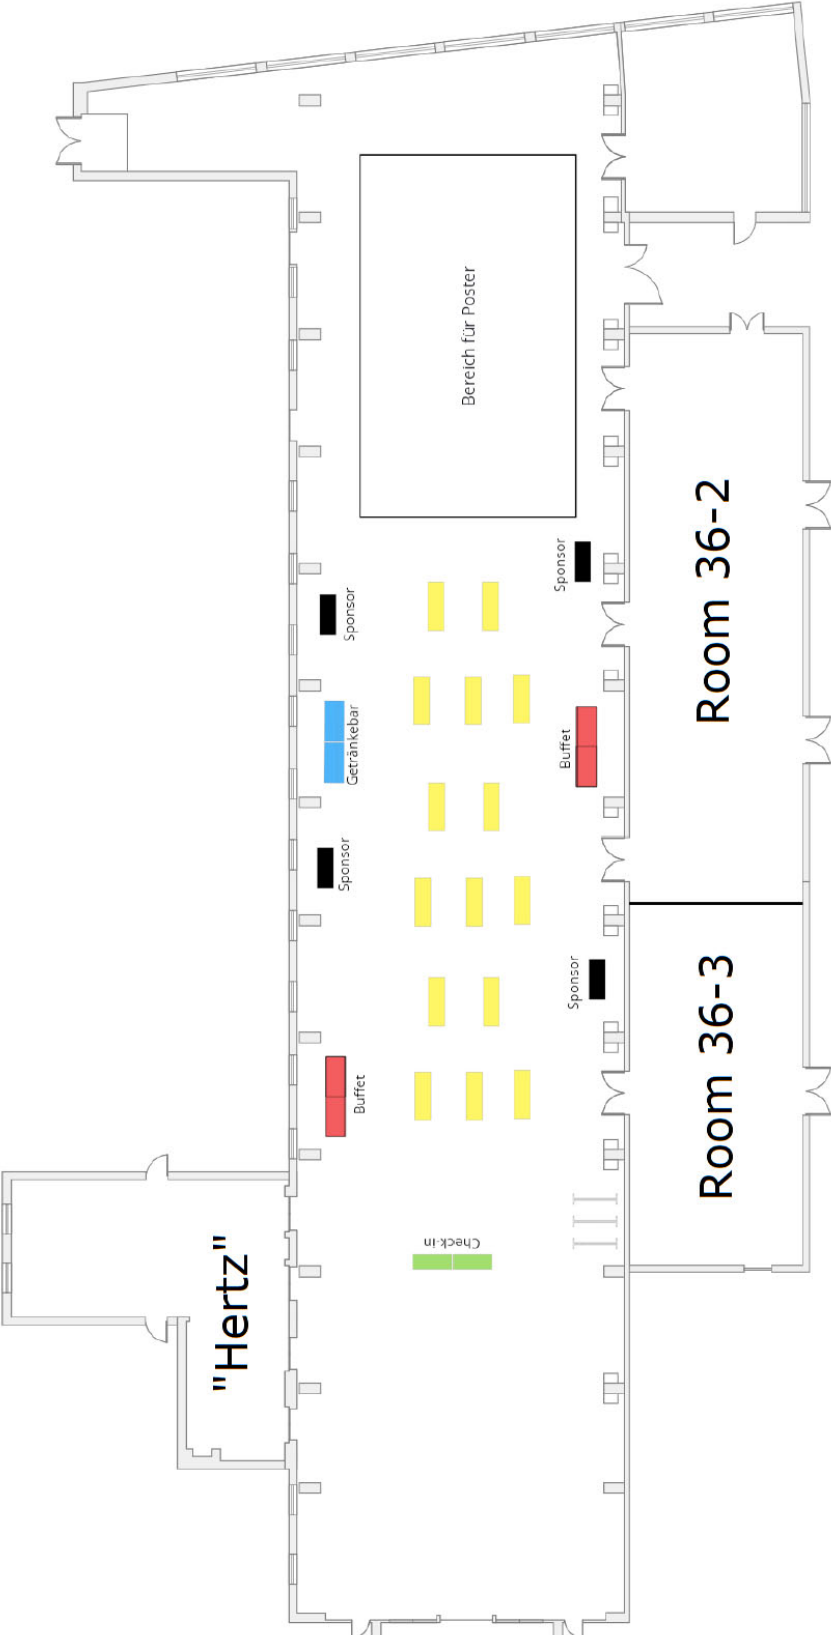 Bereich für Poster
Room 36-2
Sponsor
Sponsor
Getränkebar
Buffet
Sponsor
Sponsor
Room 36-3
Buffet
Check-in
"Hertz"